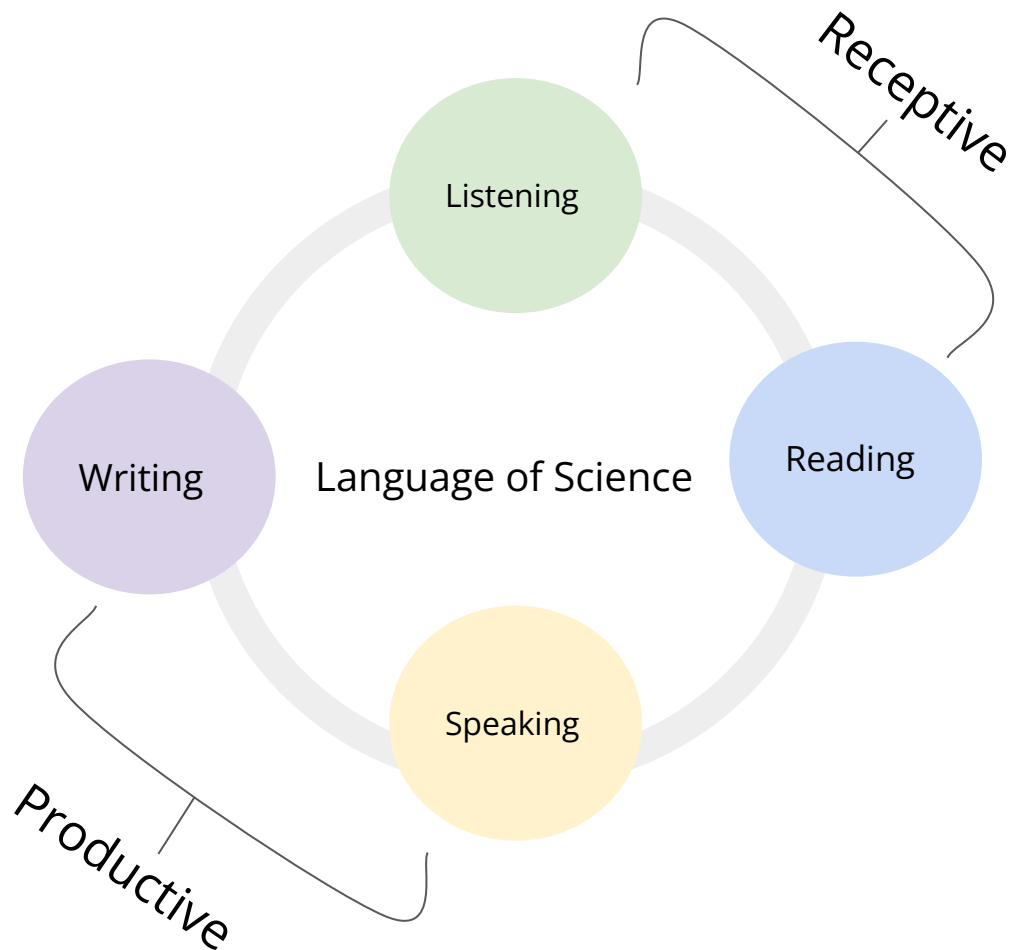 Receptive
Listening
Reading
Writing
Language of Science
Speaking
Productive